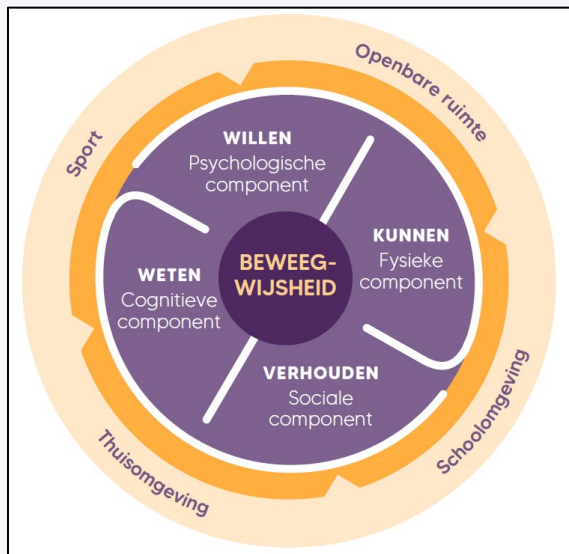 Openbare ruimte
Sport
WILLEN
Psychologische
component
KUNNEN
Fysieke
component
BEWEEG-
WIJSHEID
WETEN
Cognitieve
component
VERHOUDEN
Sociale
component
Schoolomgeving
Thuisomgeving